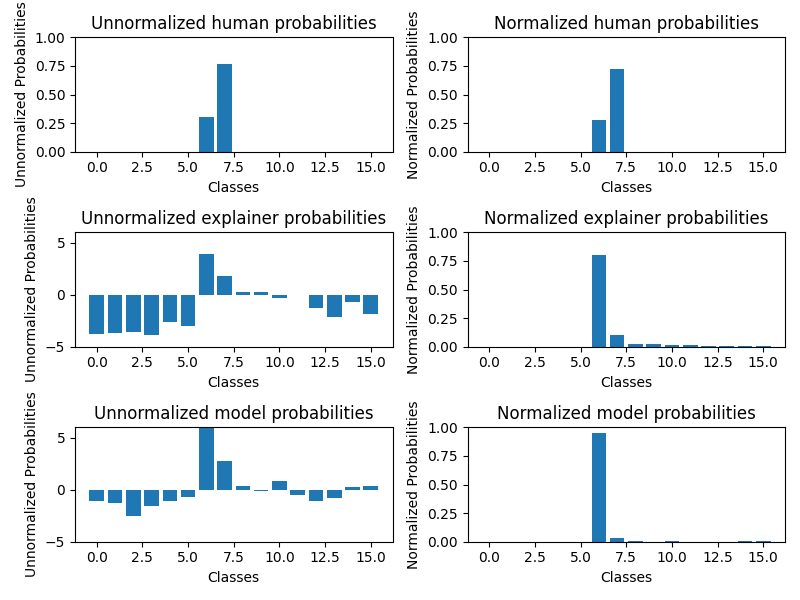 Unnormalized human probabilities
Unnormalized Probabilities
1.00
0.75
0.50
0.25
0.00
0.0 2.5 5.0 7.5 10.0 12.5 15.0
Classes
Normalized human probabilities
Normalized Probabilities
1.00
0.75
0.50
0.25
0.00
0.0 2.5 5.0 7.5 10.0 12.5 15.0
Classes
Unnormalized explainer probabilities
Unnormalized Probabilities
5
0
−5
0.0 2.5 5.0 7.5 10.0 12.5 15.0
Classes
Normalized explainer probabilities
Normalized Probabilities
1.00
0.75
0.50
0.25
0.00
0.0 2.5 5.0 7.5 10.0 12.5 15.0
Classes
Unnormalized model probabilities
Unnormalized Probabilities
5
0
−5
0.0 2.5 5.0 7.5 10.0 12.5 15.0
Classes
Normalized model probabilities
Normalized Probabilities
1.00
0.75
0.50
0.25
0.00
0.0 2.5 5.0 7.5 10.0 12.5 15.0
Classes